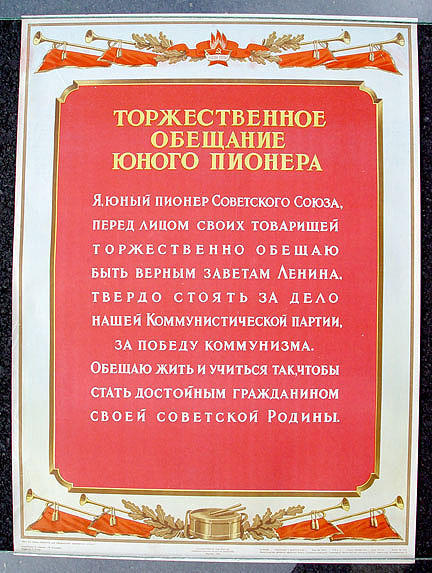 ТОРЖЕСТВЕННОЕ
ОБЕЩАНИЕ
ЮНОГО ПИОНЕРА
Я, ЮНЫЙ ПИОНЕР СОВЕТСКОГО СОЮЗА,
ПЕРЕД ЛИЦОМ СВОИХ ТОВАРИЩЕЙ
ТОРЖЕСТВЕННО ОБЕЩАЮ
БЫТЬ ВЕРНЫМ ЗАВЕТАМ ЛЕНИНА,
ТВЕРДО СТОЯТЬ ЗА ДЕЛО
НАШЕЙ КОММУНИСТИЧЕСКОЙ ПАРТИИ,
ЗА ПОБЕДУ КОММУНИЗМА.
ОБЕЩАЮ ЖИТЬ И УЧИТЬСЯ ТАК, ЧТОБЫ
СТАТЬ ДОСТОЙНЫМ ГРАЖДАНИНОМ
СВОЕЙ СОВЕТСКОЙ РОДИНЫ.